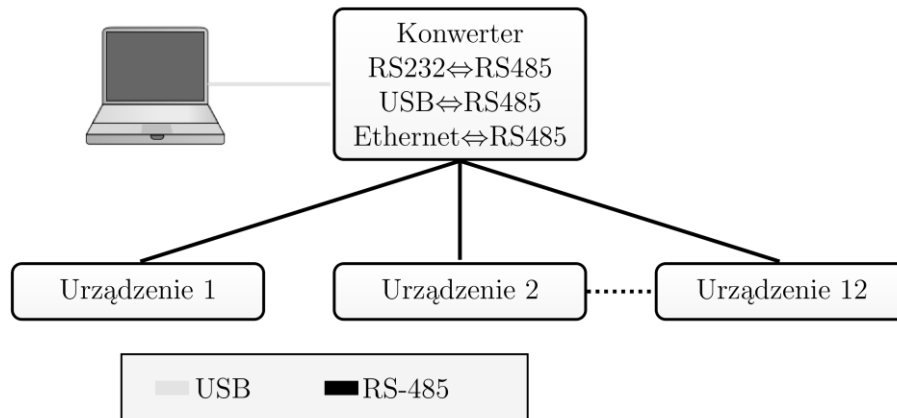 Konwerter
RS232⇔RS485
USB⇔RS485
Ethernet⇔RS485
Urządzenie 1
Urządzenie 2
Urządzenie 12
USB
RS-485